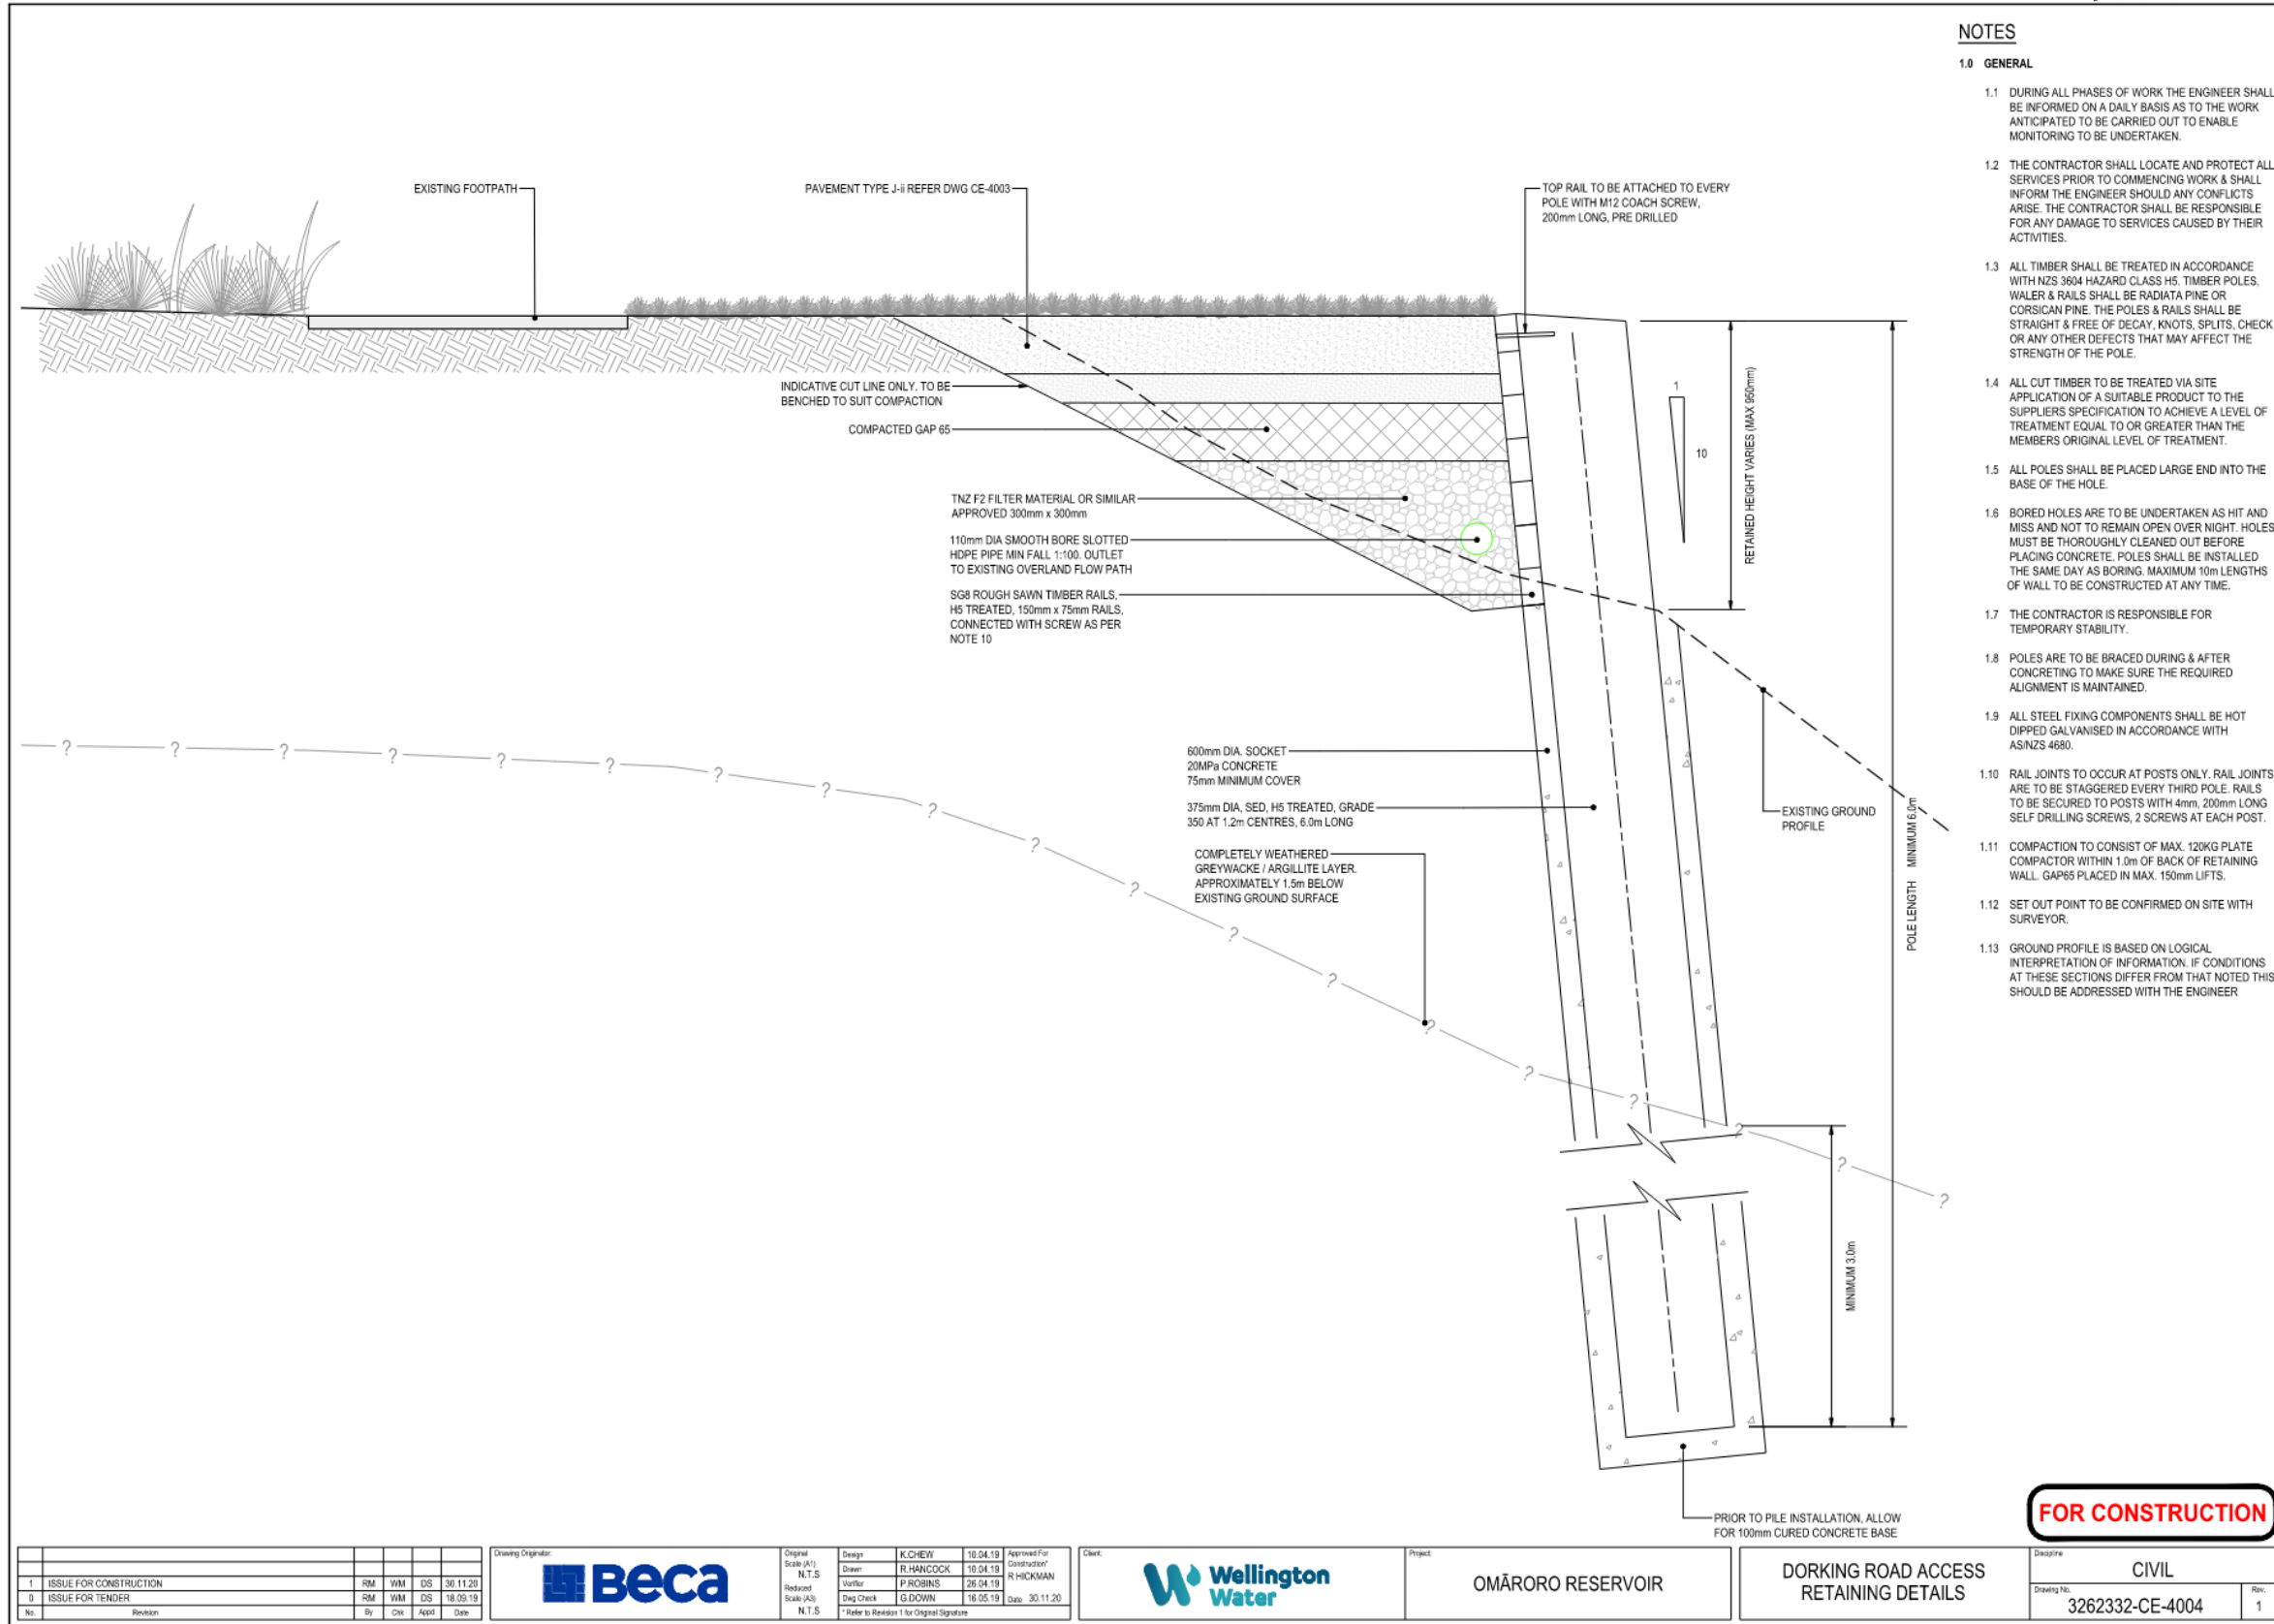 NOTES
1.0 GENERAL
1.1 DURING ALL PHASES OF WORK THE ENGINEER SHALL
BE INFORMED ON A DAILY BASIS AS TO THE WORK
ANTICIPATED TO BE CARRIED OUT TO ENABLE
MONITORING TO BE UNDERTAKEN.
1.2 THE CONTRACTOR SHALL LOCATE AND PROTECT ALL
SERVICES PRIOR TO COMMENCING WORK & SHALL
INFORM THE ENGINEER SHOULD ANY CONFLICTS
ARISE. THE CONTRACTOR SHALL BE RESPONSIBLE
FOR ANY DAMAGE TO SERVICES CAUSED BY THEIR
ACTIVITIES.
1.3 ALL TIMBER SHALL BE TREATED IN ACCORDANCE
WITH NZS 3604 HAZARD CLASS H5. TIMBER POLES,
WALER & RAILS SHALL BE RADIATA PINE OR
CORSICAN PINE. THE POLES & RAILS SHALL BE
STRAIGHT & FREE OF DECAY, KNOTS, SPLITS, CHECK
OR ANY OTHER DEFECTS THAT MAY AFFECT THE
STRENGTH OF THE POLE.
1.4 ALL CUT TIMBER TO BE TREATED VIA SITE
APPLICATION OF A SUITABLE PRODUCT TO THE
SUPPLIERS SPECIFICATION TO ACHIEVE A LEVEL OF
TREATMENT EQUAL TO OR GREATER THAN THE
MEMBERS ORIGINAL LEVEL OF TREATMENT.
1.5 ALL POLES SHALL BE PLACED LARGE END INTO THE
BASE OF THE HOLE.
1.6 BORED HOLES ARE TO BE UNDERTAKEN AS HIT AND
MISS AND NOT TO REMAIN OPEN OVER NIGHT. HOLES
MUST BE THOROUGHLY CLEANED OUT BEFORE
PLACING CONCRETE. POLES SHALL BE INSTALLED
THE SAME DAY AS BORING. MAXIMUM 10m LENGTHS
OF WALL TO BE CONSTRUCTED AT ANY TIME.
1.7 THE CONTRACTOR IS RESPONSIBLE FOR
TEMPORARY STABILITY.
1.8 POLES ARE TO BE BRACED DURING & AFTER
CONCRETING TO MAKE SURE THE REQUIRED
ALIGNMENT IS MAINTAINED.
1.9 ALL STEEL FIXING COMPONENTS SHALL BE HOT
DIPPED GALVANISED IN ACCORDANCE WITH
AS/NZS 4680.
1.10 RAIL JOINTS TO OCCUR AT POSTS ONLY. RAIL JOINTS
ARE TO BE STAGGERED EVERY THIRD POLE. RAILS
TO BE SECURED TO POSTS WITH 4mm, 200mm LONG
SELF DRILLING SCREWS, 2 SCREWS AT EACH POST.
1.11 COMPACTION TO CONSIST OF MAX. 120KG PLATE
COMPACTOR WITHIN 1.0m OF BACK OF RETAINING
WALL. GAP65 PLACED IN MAX. 150mm LIFTS.
1.12 SET OUT POINT TO BE CONFIRMED ON SITE WITH
SURVEYOR.
1.13 GROUND PROFILE IS BASED ON LOGICAL
INTERPRETATION OF INFORMATION. IF CONDITIONS
AT THESE SECTIONS DIFFER FROM THAT NOTED THIS
SHOULD BE ADDRESSED WITH THE ENGINEER
EXISTING FOOTPATH
PAVEMENT TYPE J-ii REFER DWG CE-4003
TOP RAIL TO BE ATTACHED TO EVERY
POLE WITH M12 COACH SCREW,
200mm LONG, PRE DRILLED
INDICATIVE CUT LINE ONLY. TO BE
BENCHED TO SUIT COMPACTION
COMPACTED GAP 65
TNZ F2 FILTER MATERIAL OR SIMILAR
APPROVED 300mm x 300mm
110mm DIA SMOOTH BORE SLOTTED
HDPE PIPE MIN FALL 1:100. OUTLET
TO EXISTING OVERLAND FLOW PATH
SG8 ROUGH SAWN TIMBER RAILS,
H5 TREATED, 150mm x 75mm RAILS,
CONNECTED WITH SCREW AS PER
NOTE 10
1
10
RETAINED HEIGHT VARIES (MAX 950mm)
600mm DIA. SOCKET
20MPa CONCRETE
75mm MINIMUM COVER
375mm DIA, SED, H5 TREATED, GRADE
350 AT 1.2m CENTRES, 6.0m LONG
COMPLETELY WEATHERED
GREYWACKE / ARGILLITE LAYER.
APPROXIMATELY 1.5m BELOW
EXISTING GROUND SURFACE
EXISTING GROUND
PROFILE
POLE LENGTH MINIMUM 6.0m
? ? ? ? ? ? ? ? ? ? ? ? ? ? ? ? ? ? ?
MINIMUM 3.0m
PRIOR TO PILE INSTALLATION, ALLOW
FOR 100mm CURED CONCRETE BASE
FOR CONSTRUCTION
1 ISSUE FOR CONSTRUCTION RM WM DS 30.11.20
0 ISSUE FOR TENDER RM WM DS 18.09.19
No. Revision By Chk Appd Date
Drawing Originator:
Beca
Original
Scale (A1)
N.T.S
Reduced
Scale (A3)
N.T.S
Design K.CHEW 10.04.19
Drawn R.HANCOCK 10.04.19
Verifier P.ROBINS 26.04.19
Dwg Check G.DOWN 16.05.19
* Refer to Revision 1 for Original Signature
Approved For
Construction*
R HICKMAN
Date 30.11.20
Client:
Wellington
Water
Project:
OMĀRORO RESERVOIR
DORKING ROAD ACCESS
RETAINING DETAILS
Discipline
CIVIL
Drawing No.
3262332-CE-4004
Rev.
1